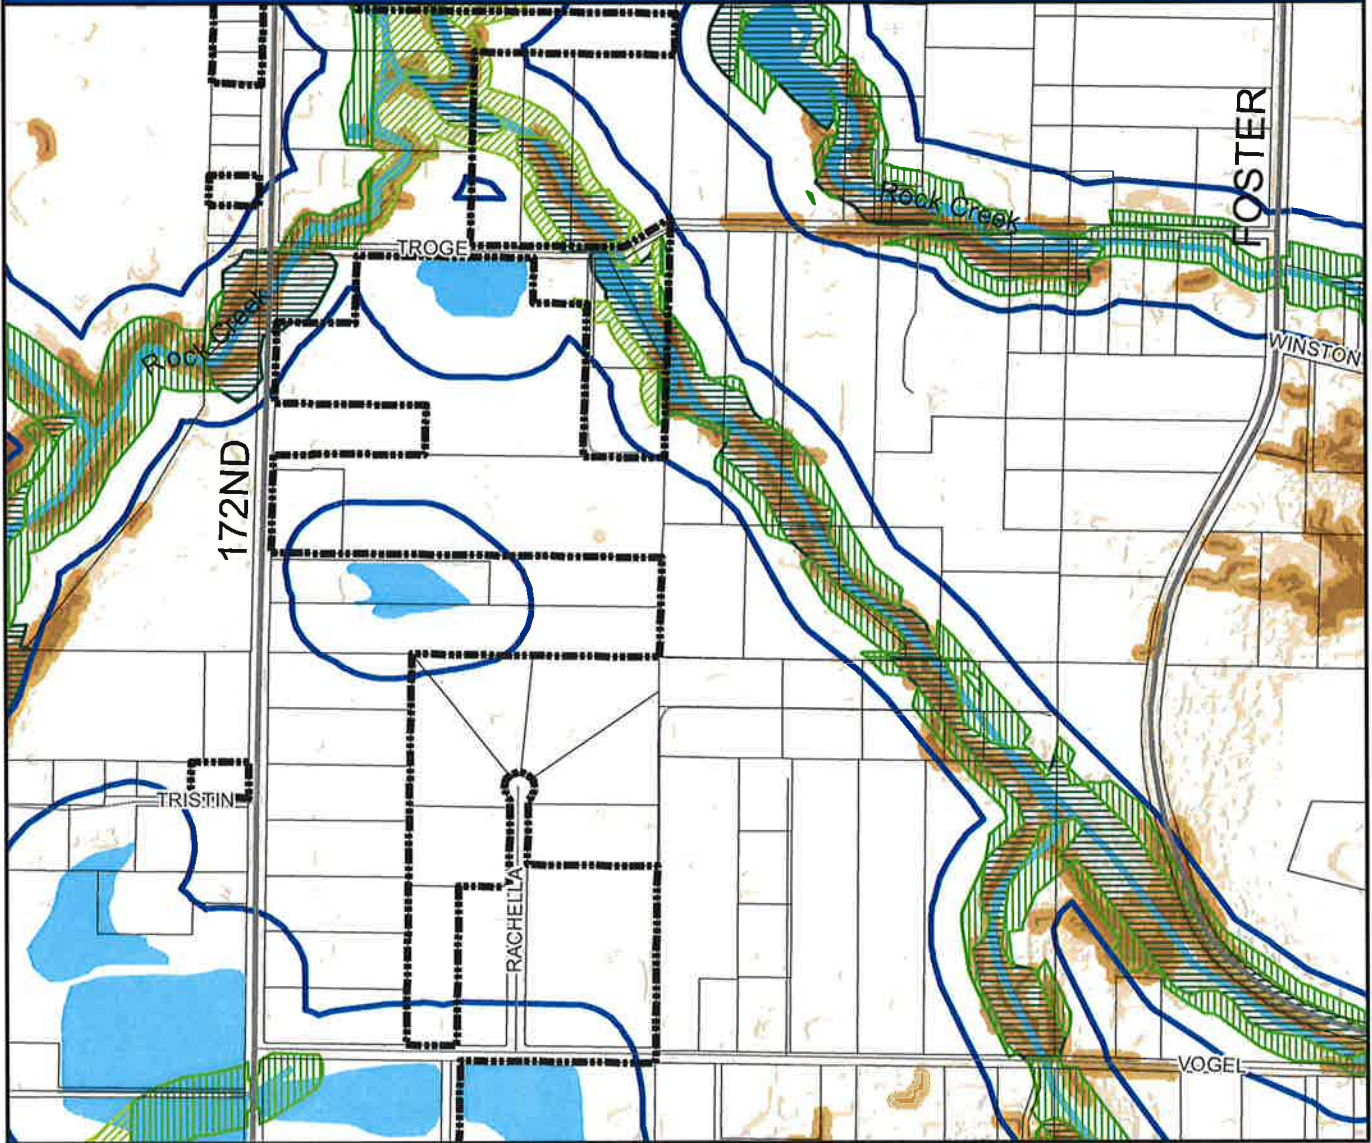 FOSTER
Rock Creek
TROGE
Rock Creek
WINSTON
172ND
TRISTIN
RACHELLA
VOGEL